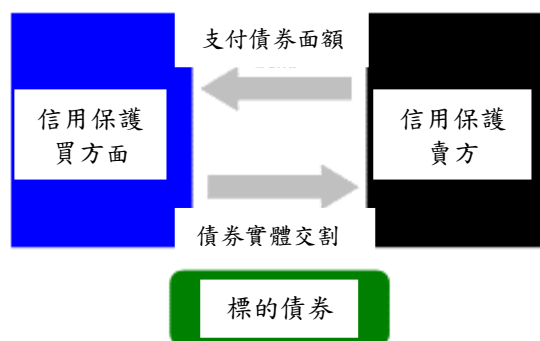 支付債券面額
信用保護
買方面
信用保護
賣方
債券實體交割
標的債券